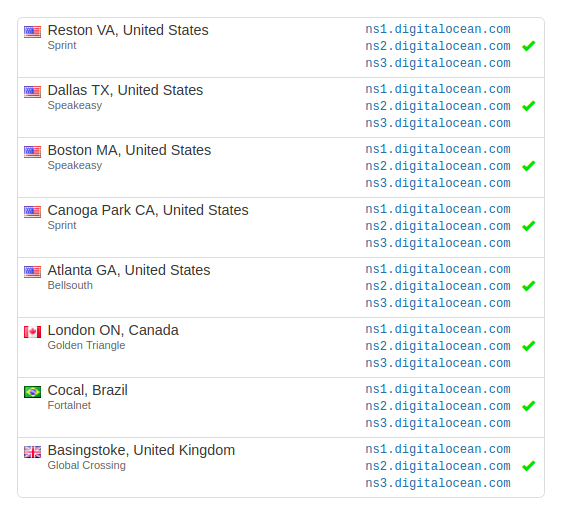 Reston VA, United States
Sprint
ns1.digitalocean.com
ns2.digitalocean.com
ns3.digitalocean.com
Dallas TX, United States
Speakeasy
ns1.digitalocean.com
ns2.digitalocean.com
ns3.digitalocean.com
Boston MA, United States
Speakeasy
ns1.digitalocean.com
ns2.digitalocean.com
ns3.digitalocean.com
Canoga Park CA, United States
Sprint
ns1.digitalocean.com
ns2.digitalocean.com
ns3.digitalocean.com
Atlanta GA, United States
Bellsouth
ns1.digitalocean.com
ns2.digitalocean.com
ns3.digitalocean.com
London ON, Canada
Golden Triangle
ns1.digitalocean.com
ns2.digitalocean.com
ns3.digitalocean.com
Cocal, Brazil
Fortalnet
ns1.digitalocean.com
ns2.digitalocean.com
ns3.digitalocean.com
Basingstoke, United Kingdom
Global Crossing
ns1.digitalocean.com
ns2.digitalocean.com
ns3.digitalocean.com